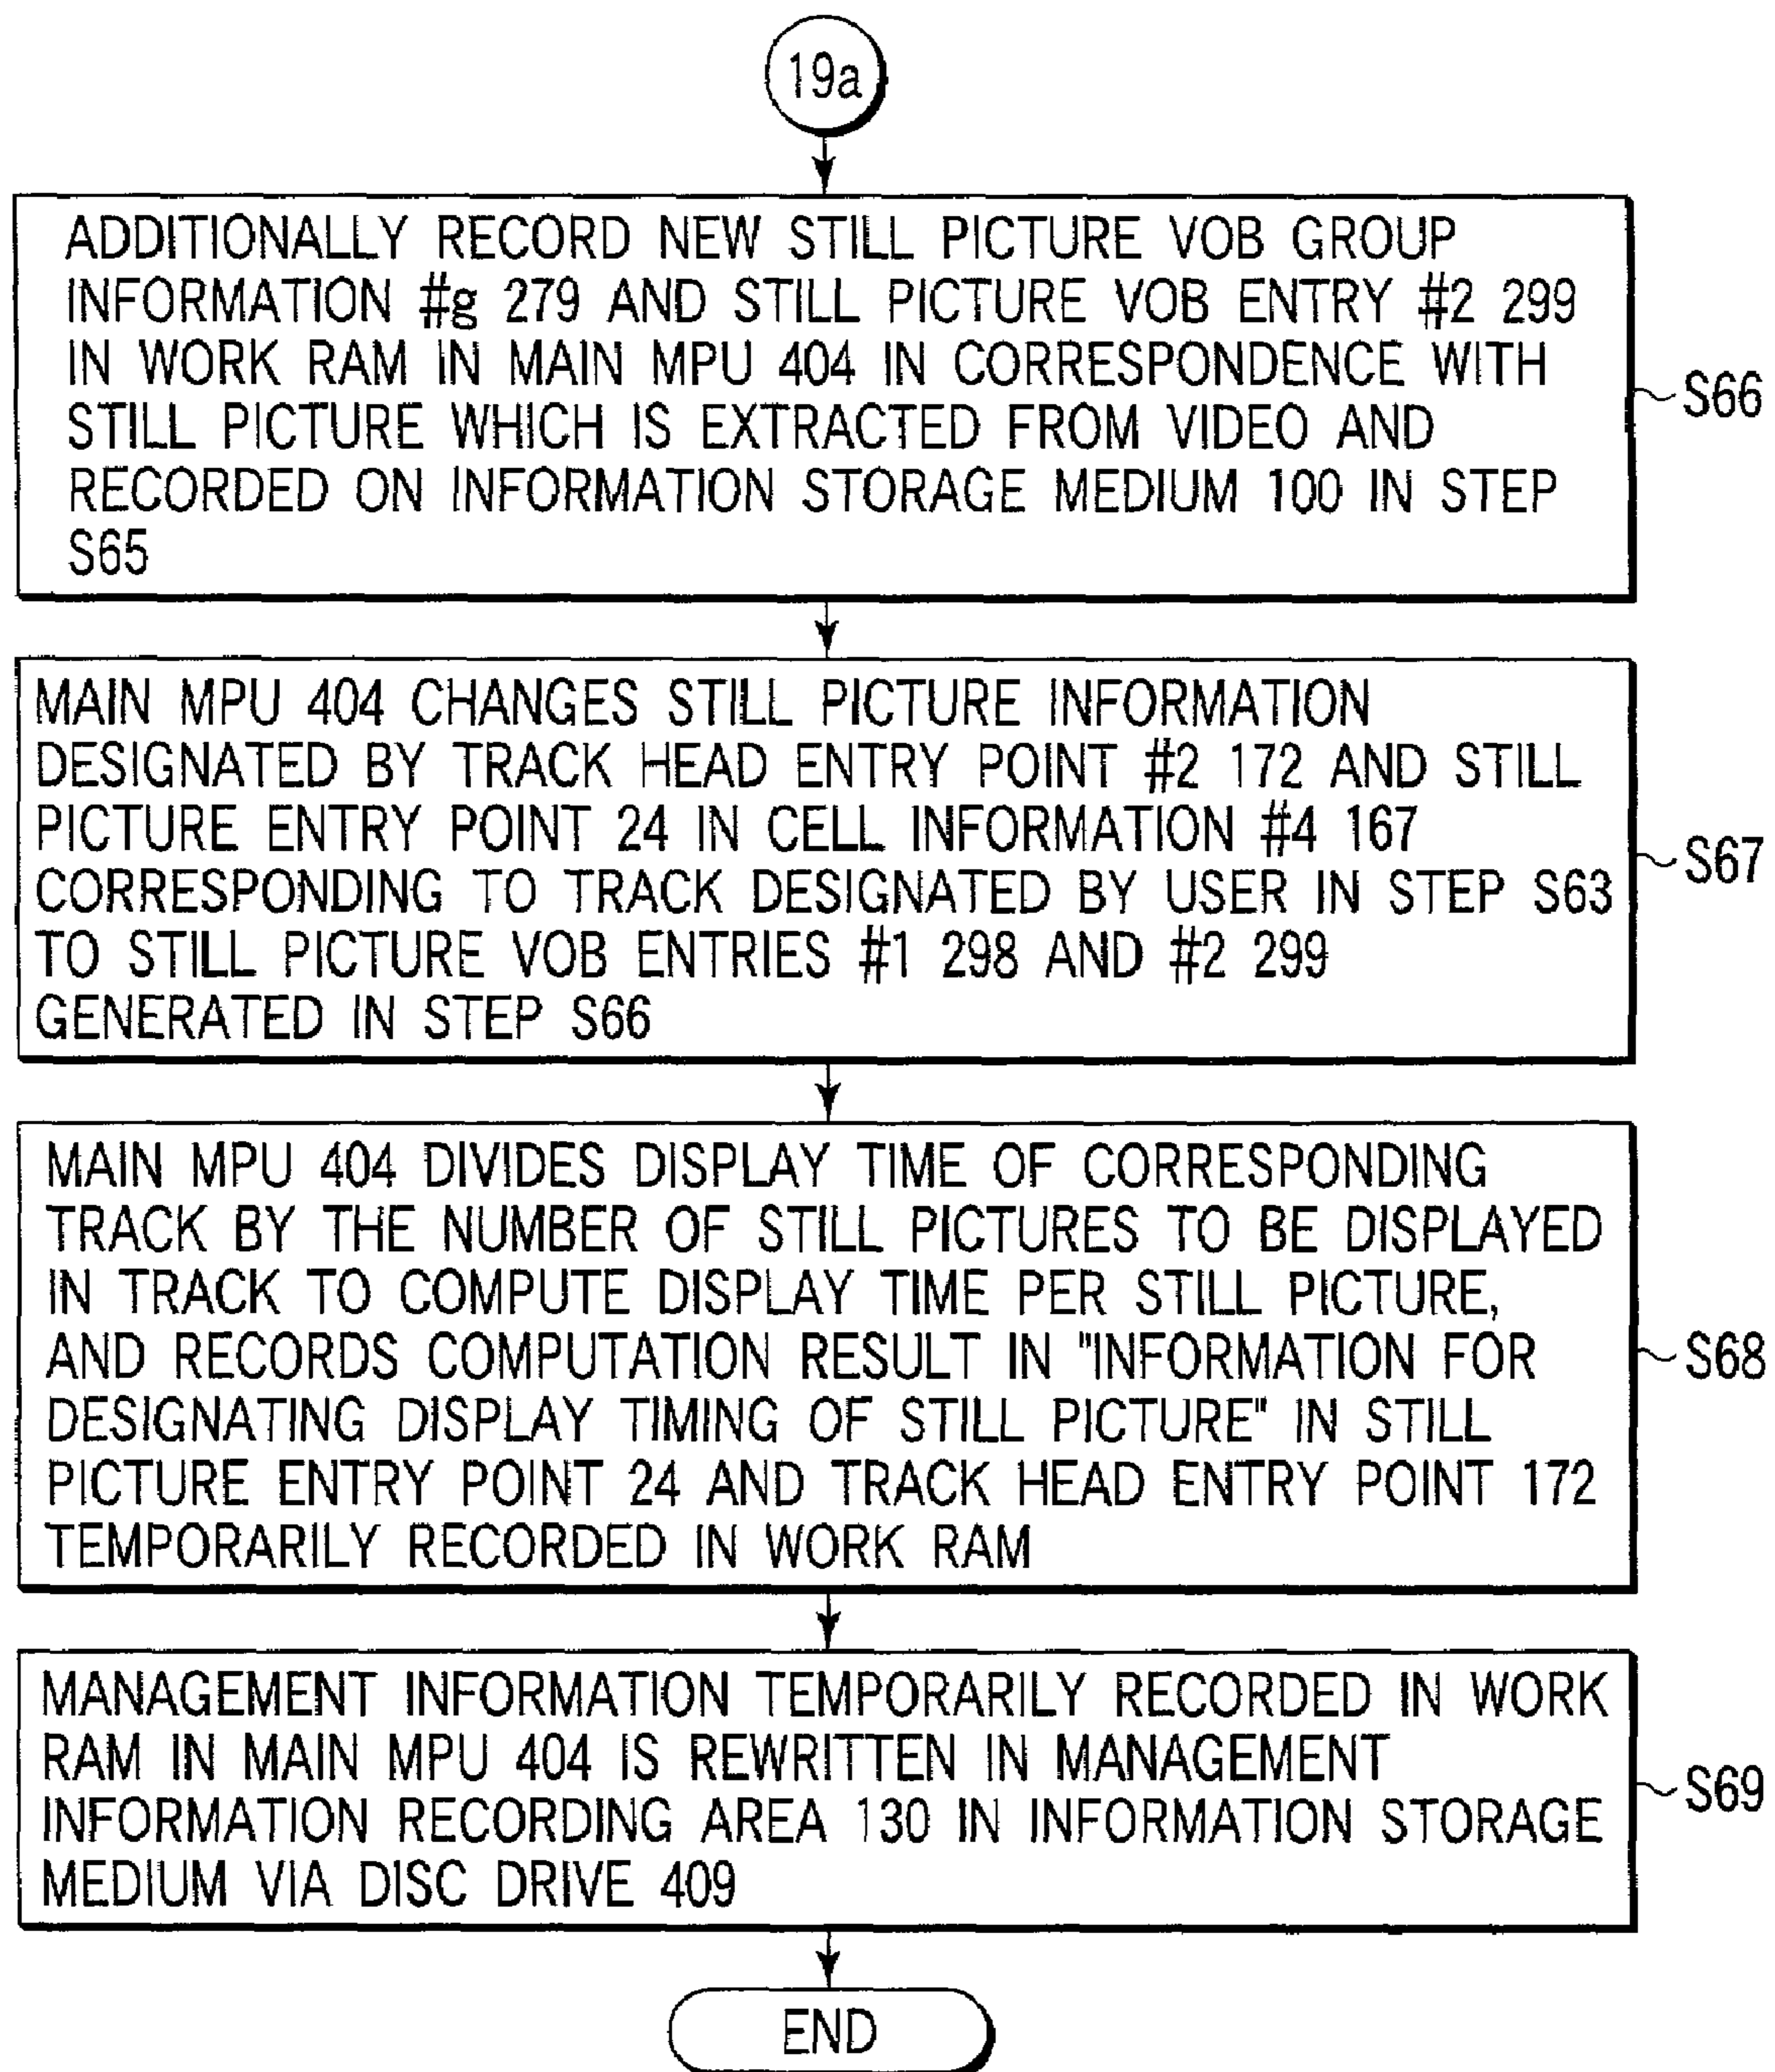 19a
ADDITIONALLY RECORD NEW STILL PICTURE VOB GROUP
INFORMATION #g 279 AND STILL PICTURE VOB ENTRY #2 299
IN WORK RAM IN MAIN MPU 404 IN CORRESPONDENCE WITH
STILL PICTURE WHICH IS EXTRACTED FROM VIDEO AND
RECORDED ON INFORMATION STORAGE MEDIUM 100 IN STEP
S65
S66
MAIN MPU 404 CHANGES STILL PICTURE INFORMATION
DESIGNATED BY TRACK HEAD ENTRY POINT #2 172 AND STILL
PICTURE ENTRY POINT 24 IN CELL INFORMATION #4 167
CORRESPONDING TO TRACK DESIGNATED BY USER IN STEP S63
TO STILL PICTURE VOB ENTRIES #1 298 AND #2 299
GENERATED IN STEP S66
S67
MAIN MPU 404 DIVIDES DISPLAY TIME OF CORRESPONDING
TRACK BY THE NUMBER OF STILL PICTURES TO BE DISPLAYED
IN TRACK TO COMPUTE DISPLAY TIME PER STILL PICTURE,
AND RECORDS COMPUTATION RESULT IN "INFORMATION FOR
DESIGNATING DISPLAY TIMING OF STILL PICTURE" IN STILL
PICTURE ENTRY POINT 24 AND TRACK HEAD ENTRY POINT 172
TEMPORARILY RECORDED IN WORK RAM
S68
MANAGEMENT INFORMATION TEMPORARILY RECORDED IN WORK
RAM IN MAIN MPU 404 IS REWRITTEN IN MANAGEMENT
INFORMATION RECORDING AREA 130 IN INFORMATION STORAGE
MEDIUM VIA DISC DRIVE 409
S69
END